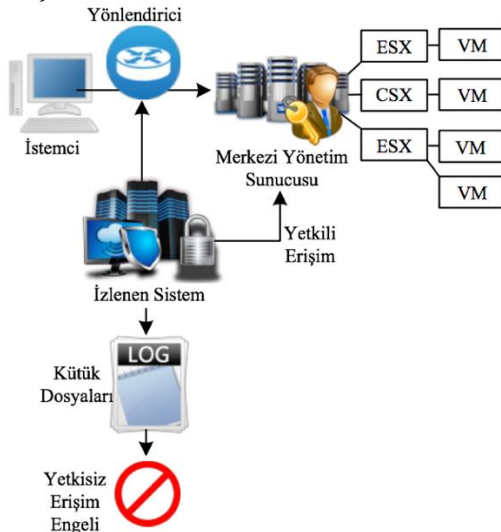 Yönlendirici
İstemci
Merkezi Yönetim
Sunucusu
ESX
VM
CSX
VM
ESX
VM
VM
Yetkili
Erişim
İzlenen Sistem
LOG
Kütük
Dosyaları
Yetkisiz
Erişim
Engeli